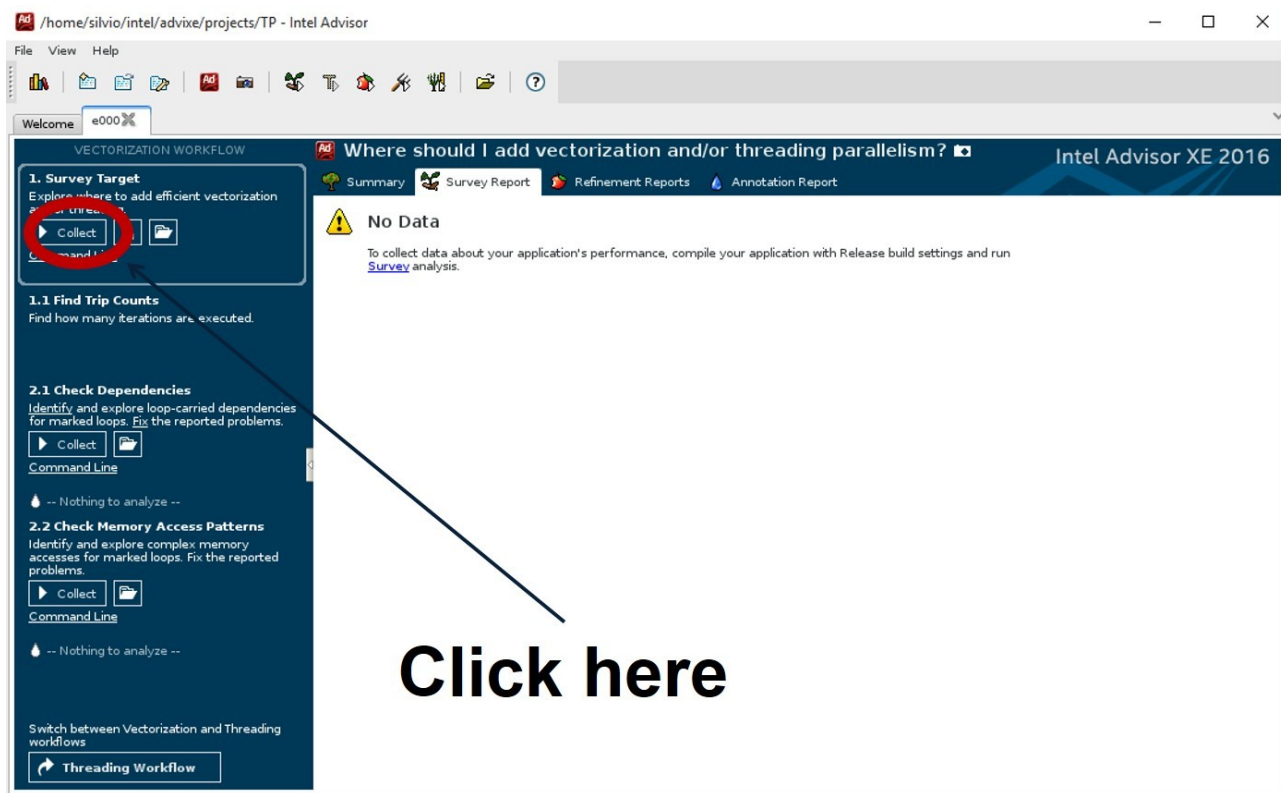 /home/silvio/intel/advixe/projects/TP - Intel Advisor
File View Help
Welcome e000
VECTORIZATION WORKFLOW
1. Survey Target
Explore where to add efficient vectorization
threading
Collect
Command Line
1.1 Find Trip Counts
Find how many iterations are executed.
2.1 Check Dependencies
Identify and explore loop-carried dependencies
for marked loops. Fix the reported problems.
Collect
Command Line
-- Nothing to analyze --
2.2 Check Memory Access Patterns
Identify and explore complex memory
accesses for marked loops. Fix the reported
problems.
Collect
Command Line
-- Nothing to analyze --
Switch between Vectorization and Threading
workflows
Threading Workflow
Where should I add vectorization and/or threading parallelism?
Intel Advisor XE 2016
Summary Survey Report Refinement Reports Annotation Report
No Data
To collect data about your application's performance, compile your application with Release build settings and run
Survey analysis.
Click here